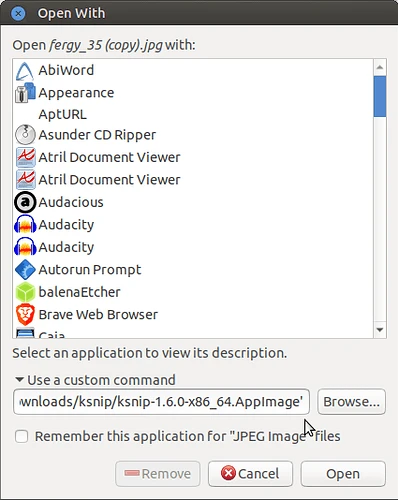 Open With
Open fergy_35 (copy).jpg with:
AbiWord
Appearance
AptURL
Asunder CD Ripper
Atril Document Viewer
Atril Document Viewer
Audacious
Audacity
Audacity
Autorun Prompt
balenaEtcher
Brave Web Browser
Caja
Select an application to view its description.
Use a custom command
wnloads/ksnip/ksnip-1.6.0-x86_64.AppImage' Browse...
Remember this application for "JPEG Image" files
Remove Cancel Open